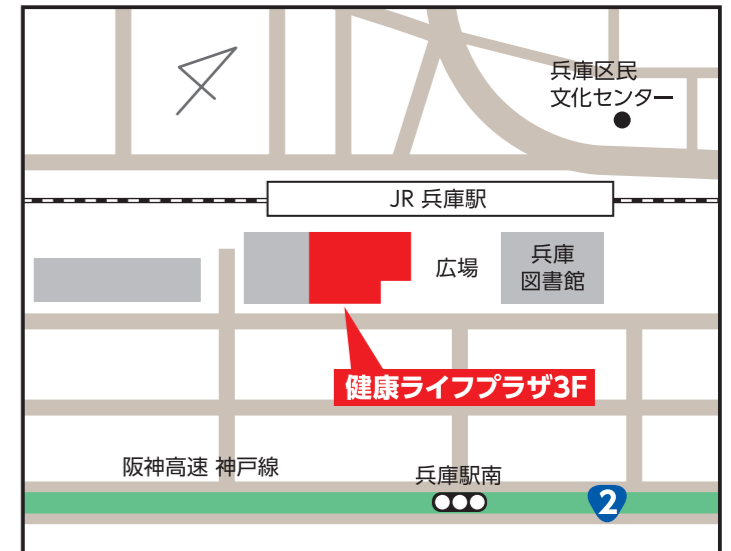 兵庫区民
文化センター
JR 兵庫駅
広場
兵庫
図書館
健康ライフプラザ3F
阪神高速 神戸線
兵庫駅南
2